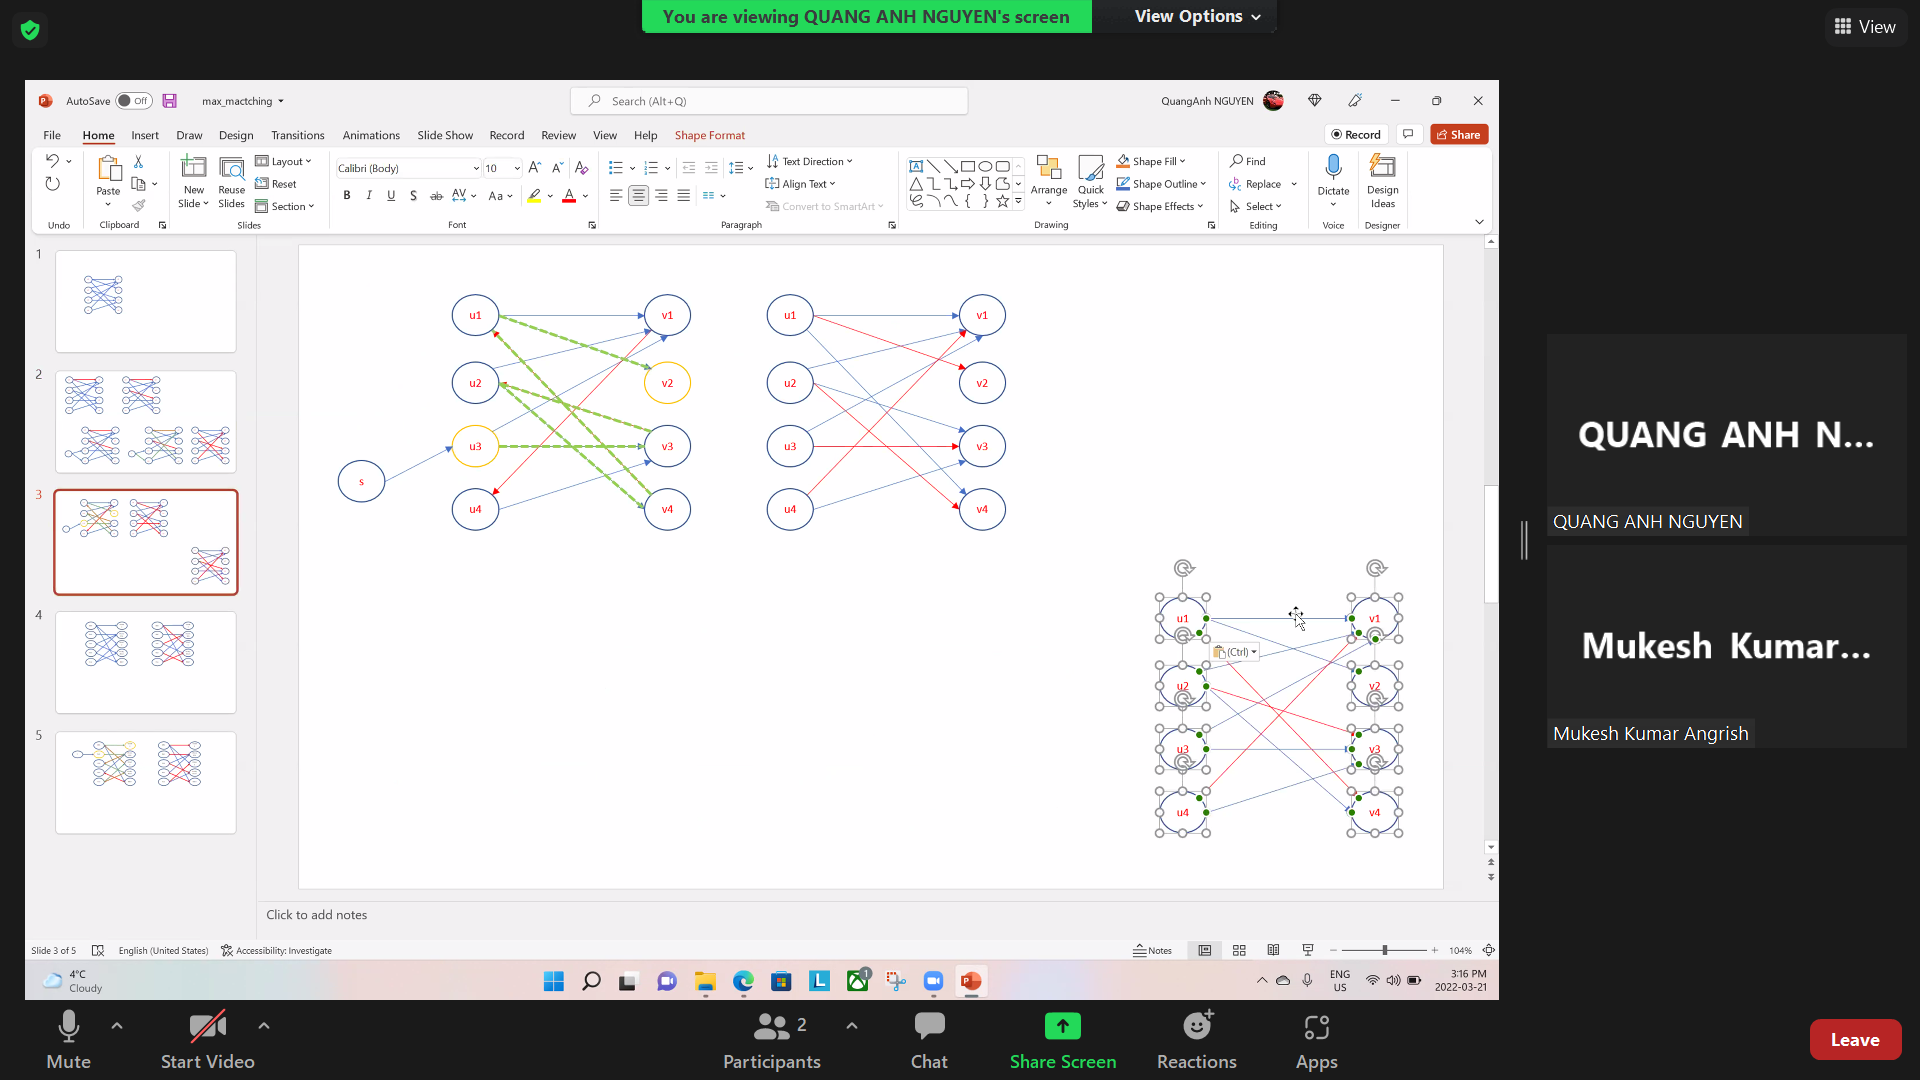 You are viewing QUANG ANH NGUYEN's screen
View Options
View
AutoSave Off max_mactching
Search (Alt+Q)
QuangAnh NGUYEN
File Home Insert Draw Design Transitions Animations Slide Show Record Review View Help Shape Format
Record Share
Paste
New Slide
Reuse Slides
Layout
Reset
Section
Calibri (Body) 10
B I U S ab AV Aa A
Text Direction
Align Text
Convert to SmartArt
Arrange
Quick Styles
Shape Fill
Shape Outline
Shape Effects
Find
Replace
Select
Dictate
Design Ideas
Undo Clipboard Slides Font Paragraph Drawing Editing Voice Designer
1
2
3
4
5
u1 v1 u1 v1
u2 v2 u2 v2
u3 v3 u3 v3
s
u4 v4 u4 v4
u1 v1
(Ctrl)
u2 v2
u3 v3
u4 v4
Click to add notes
Slide 3 of 5 English (United States) Accessibility: Investigate Notes 104%
4°C
Cloudy
L
1
ENG
US
3:16 PM
2022-03-21
QUANG ANH N...
QUANG ANH NGUYEN
Mukesh Kumar...
Mukesh Kumar Angrish
Mute
Start Video
2
Participants
Chat
Share Screen
Reactions
Apps
Leave